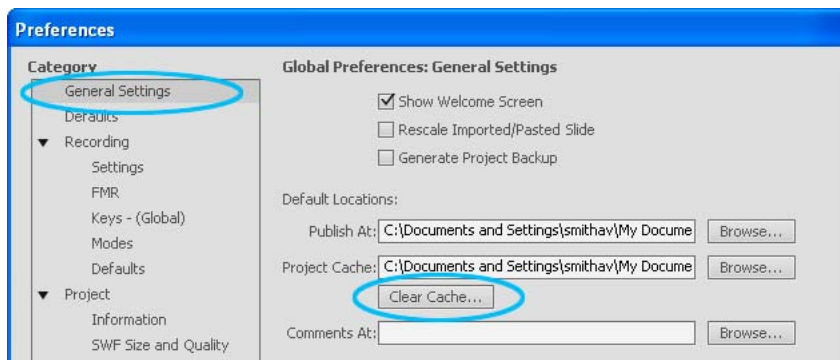 Preferences
Category
General Settings
Defaults
Recording
Settings
FMR
Keys - (Global)
Modes
Defaults
Project
Information
SWF Size and Quality
Global Preferences: General Settings
Show Welcome Screen
Rescale Imported/Pasted Slide
Generate Project Backup
Default Locations:
Publish At: C:\Documents and Settings\smithav\My Docume Browse...
Project Cache: C:\Documents and Settings\smithav\My Docume Browse...
Clear Cache...
Comments At: Browse...